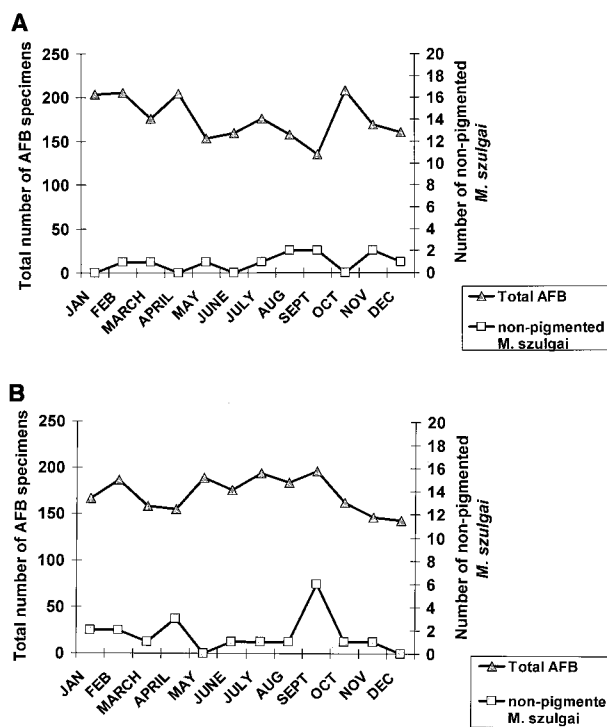 A
Total number of AFB specimens
250
200
150
100
50
0
20
18
16
14
12
10
8
6
4
2
0
Number of non-pigmented
M. szulgai
JAN
FEB
MARCH
APRIL
MAY
JUNE
JULY
AUG
SEPT
OCT
NOV
DEC
Total AFB
non-pigmented
M. szulgai
B
Total number of AFB specimens
250
200
150
100
50
0
20
18
16
14
12
10
8
6
4
2
0
Number of non-pigmented
M. szulgai
JAN
FEB
MARCH
APRIL
MAY
JUNE
JULY
AUG
SEPT
OCT
NOV
DEC
Total AFB
non-pigmente
M. szulgai